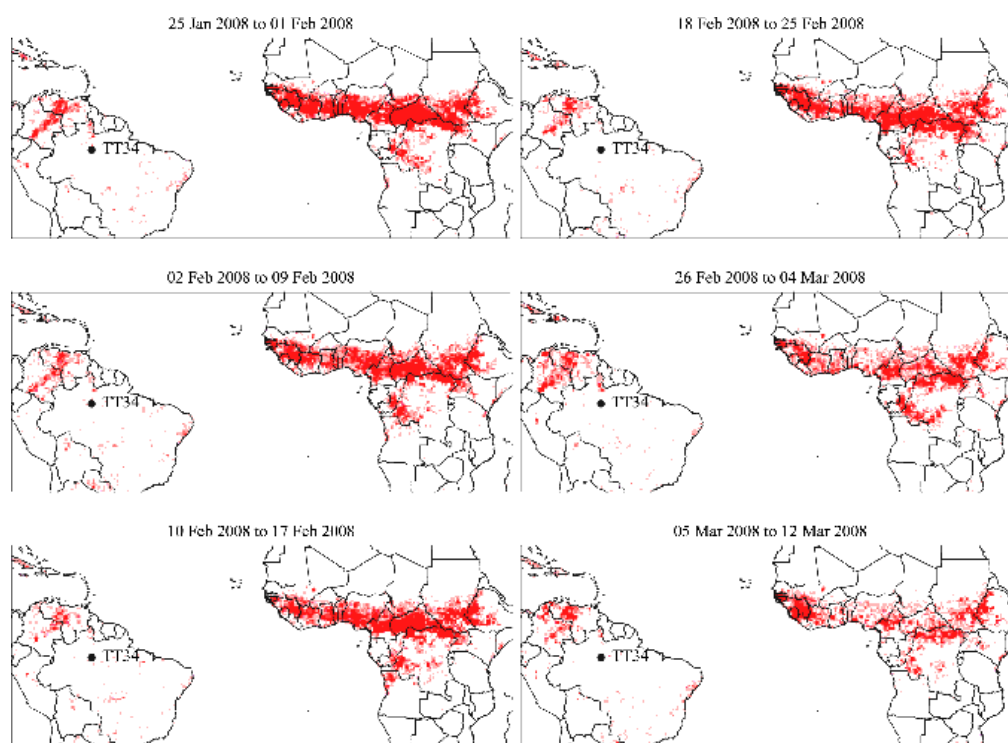 25 Jan 2008 to 01 Feb 2008
18 Feb 2008 to 25 Feb 2008
TT34
TT34
02 Feb 2008 to 09 Feb 2008
26 Feb 2008 to 04 Mar 2008
TT34
TT34
10 Feb 2008 to 17 Feb 2008
05 Mar 2008 to 12 Mar 2008
TT34
TT34